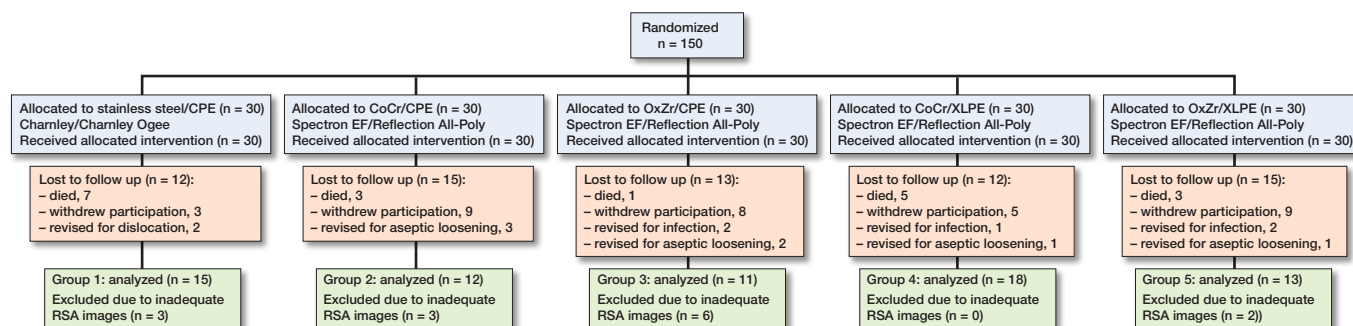 Randomized
n = 150
Allocated to stainless steel/CPE (n = 30)
Charnley/Charnley Ogee
Received allocated intervention (n = 30)
Allocated to CoCr/CPE (n = 30)
Spectron EF/Reflection All-Poly
Received allocated intervention (n = 30)
Allocated to OxZr/CPE (n = 30)
Spectron EF/Reflection All-Poly
Received allocated intervention (n = 30)
Allocated to CoCr/XLPE (n = 30)
Spectron EF/Reflection All-Poly
Received allocated intervention (n = 30)
Allocated to OxZr/XLPE (n = 30)
Spectron EF/Reflection All-Poly
Received allocated intervention (n = 30)
Lost to follow up (n = 12):
– died, 7
– withdrew participation, 3
– revised for dislocation, 2
Lost to follow up (n = 15):
– died, 3
– withdrew participation, 9
– revised for aseptic loosening, 3
Lost to follow up (n = 13):
– died, 1
– withdrew participation, 8
– revised for infection, 2
– revised for aseptic loosening, 2
Lost to follow up (n = 12):
– died, 5
– withdrew participation, 5
– revised for infection, 1
– revised for aseptic loosening, 1
Lost to follow up (n = 15):
– died, 3
– withdrew participation, 9
– revised for infection, 2
– revised for aseptic loosening, 1
Group 1: analyzed (n = 15)
Excluded due to inadequate
RSA images (n = 3)
Group 2: analyzed (n = 12)
Excluded due to inadequate
RSA images (n = 3)
Group 3: analyzed (n = 11)
Excluded due to inadequate
RSA images (n = 6)
Group 4: analyzed (n = 18)
Excluded due to inadequate
RSA images (n = 0)
Group 5: analyzed (n = 13)
Excluded due to inadequate
RSA images (n = 2))